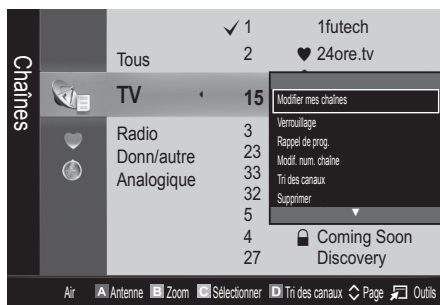 Chaînes
✓ 1 1futech
Tous 2 ♥ 24ore.tv
TV 15
Radio 3
Donn/autre 23
Analogique 33
32
5
4 Coming Soon
27 Discovery
Modifier mes chaînes
Verrouillage
Rappel de prog.
Modif. num. chaîne
Tri des canaux
Supprimer
▼
Air A Antenne B Zoom C Sélectionner D Tri des canaux Page Outils